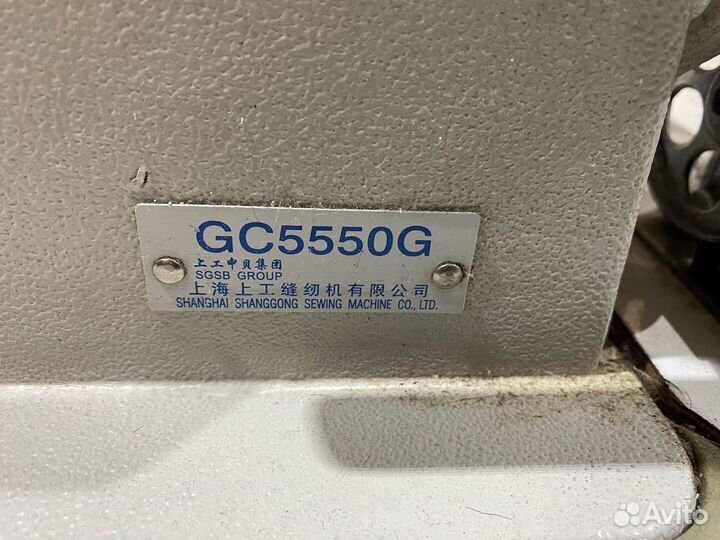 GC5550G
上工申贝集团
SGSB GROUP
上海上工缝纫机有限公司
SHANGHAI SHANGGONG SEWING MACHINE CO., LTD.
Avito